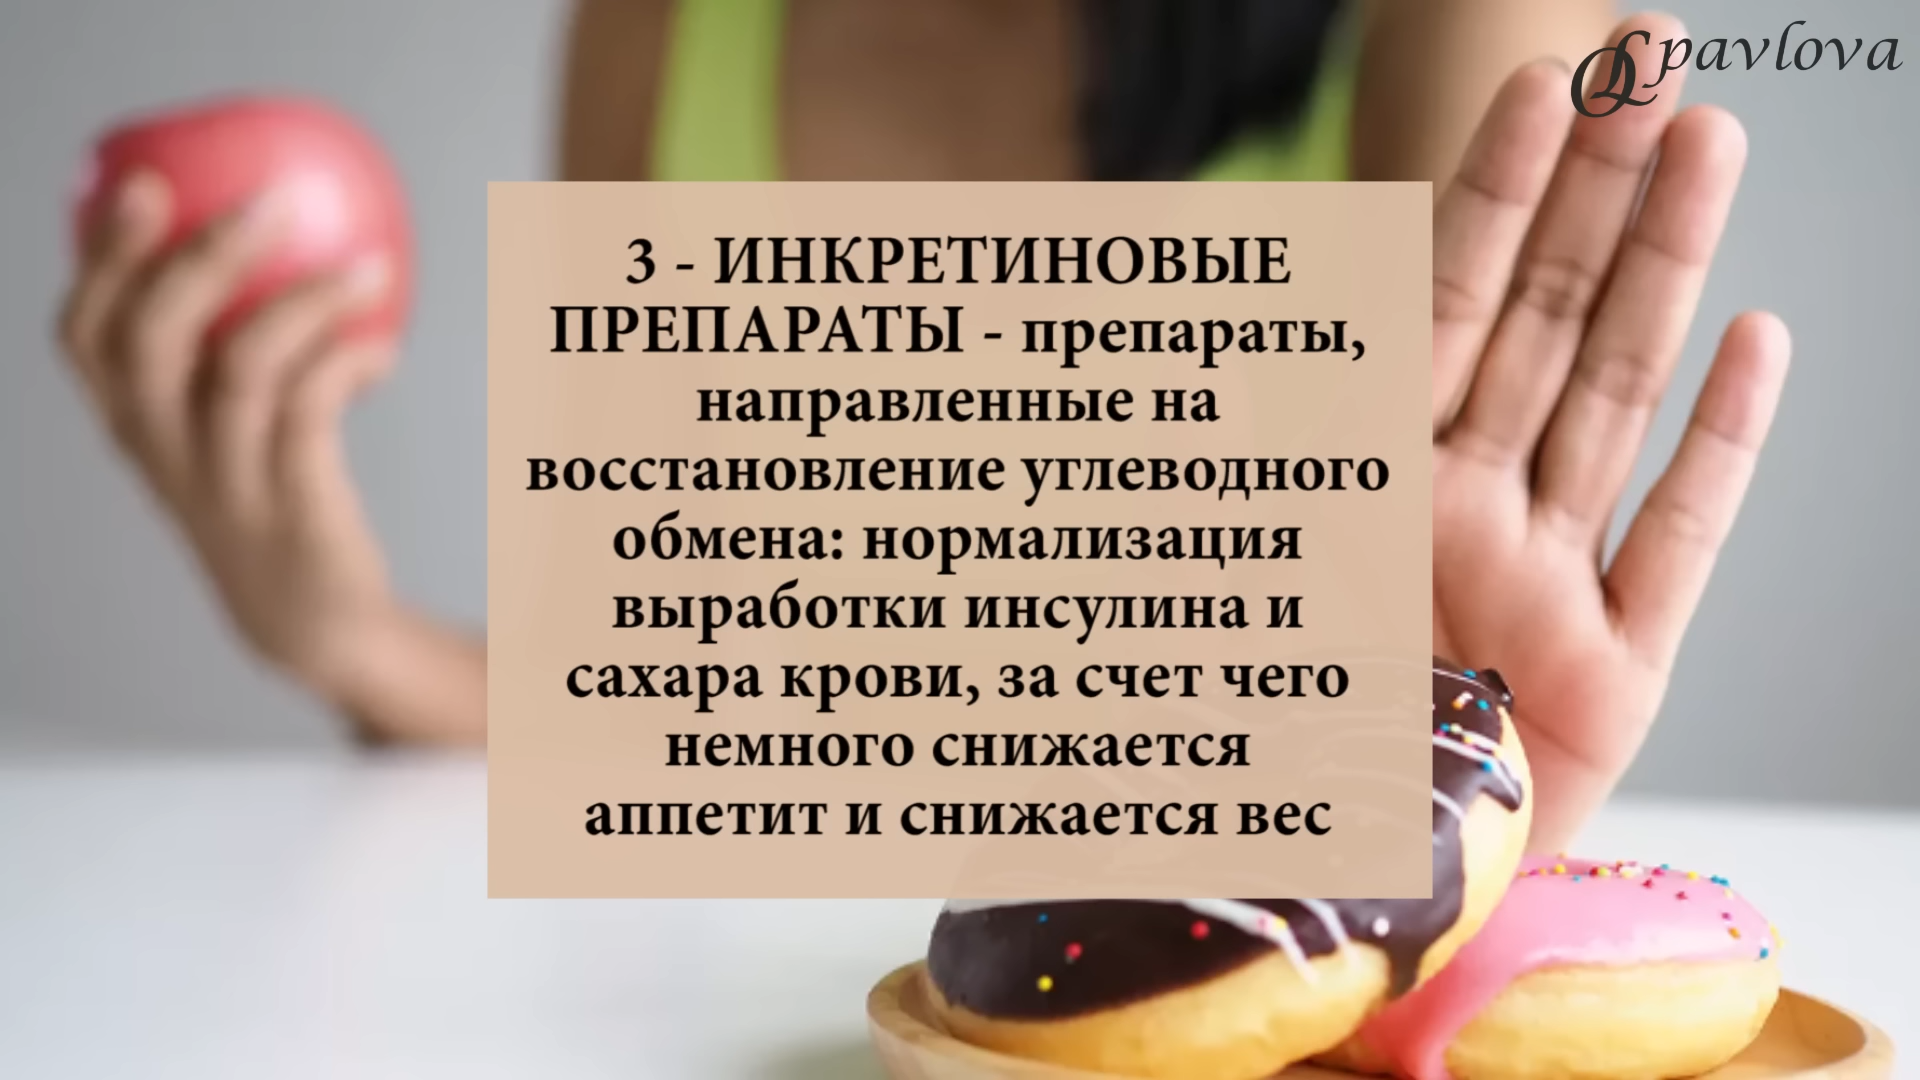 pavlova
3 - ИНКРЕТИНОВЫЕ
ПРЕПАРАТЫ - препараты,
направленные на
восстановление углеводного
обмена: нормализация
выработки инсулина и
сахара крови, за счет чего
немного снижается
аппетит и снижается вес